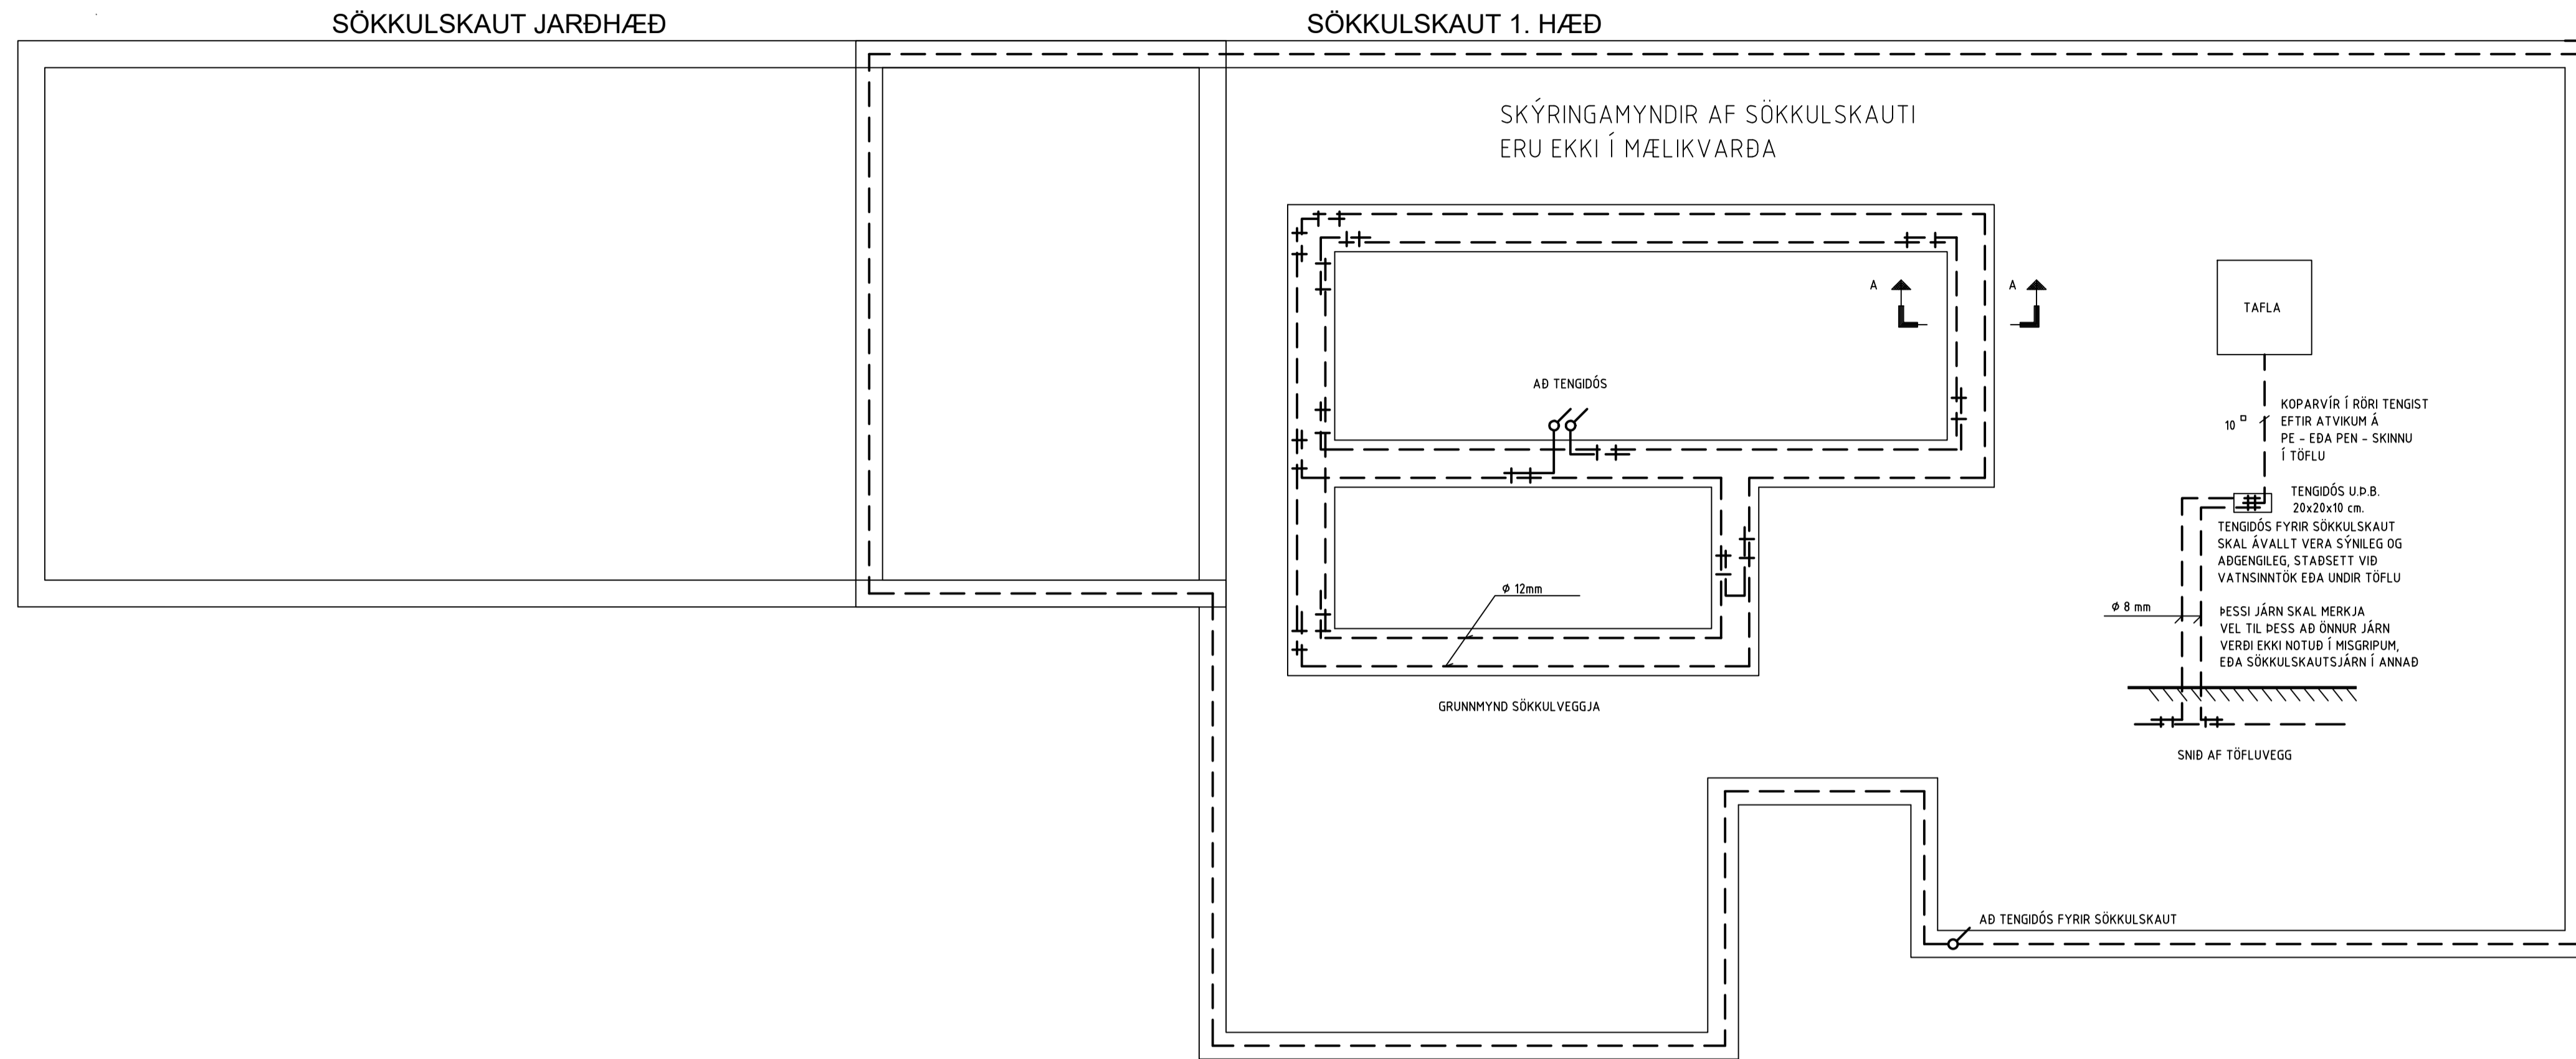 SÖKKULSKAUT JARÐHÆÐ
SÖKKULSKAUT 1. HÆÐ
SKÝRINGAMYNDIR AF SÖKKULSKAUTI
ERU EKKI Í MÆLIKVARÐA
A
A
TAFLA
AÐ TENGIDÓS
KOPARVÍR Í RÖRI TENGIST
EFTIR ATVIKUM Á
PE - EÐA PEN - SKINNU
Í TÖFLU
10 □
TENGIDÓS U.Þ.B.
20x20x10 cm.
TENGIDÓS FYRIR SÖKKULSKAUT
SKAL ÁVALLT VERA SÝNILEG OG
AÐGENGILEG, STAÐSETT VIÐ
VATNSINNTÖK EÐA UNDIR TÖFLU
ø 12mm
ø 8 mm
ÞESSI JÁRN SKAL MERKJA
VEL TIL ÞESS AÐ ÖNNUR JÁRN
VERÐI EKKI NOTUÐ Í MISGRIPUM,
EÐA SÖKKULSKAUTSJÁRN Í ANNAÐ
GRUNNMYND SÖKKULVEGGJA
SNIÐ AF TÖFLUVEGG
AÐ TENGIDÓS FYRIR SÖKKULSKAUT